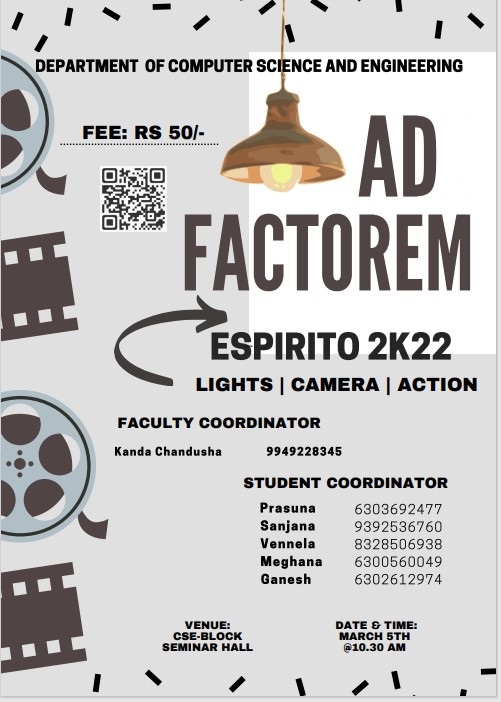 DEPARTMENT OF COMPUTER SCIENCE AND ENGINEERING
FEE: RS 50/-
AD
FACTOREM
ESPIRITO 2K22
LIGHTS | CAMERA | ACTION
FACULTY COORDINATOR
Kanda Chandusha 9949228345
STUDENT COORDINATOR
Prasuna 6303692477
Sanjana 9392536760
Vennela 8328506938
Meghana 6300560049
Ganesh 6302612974
VENUE:
CSE-BLOCK
SEMINAR HALL
DATE & TIME:
MARCH 5TH
@10.30 AM